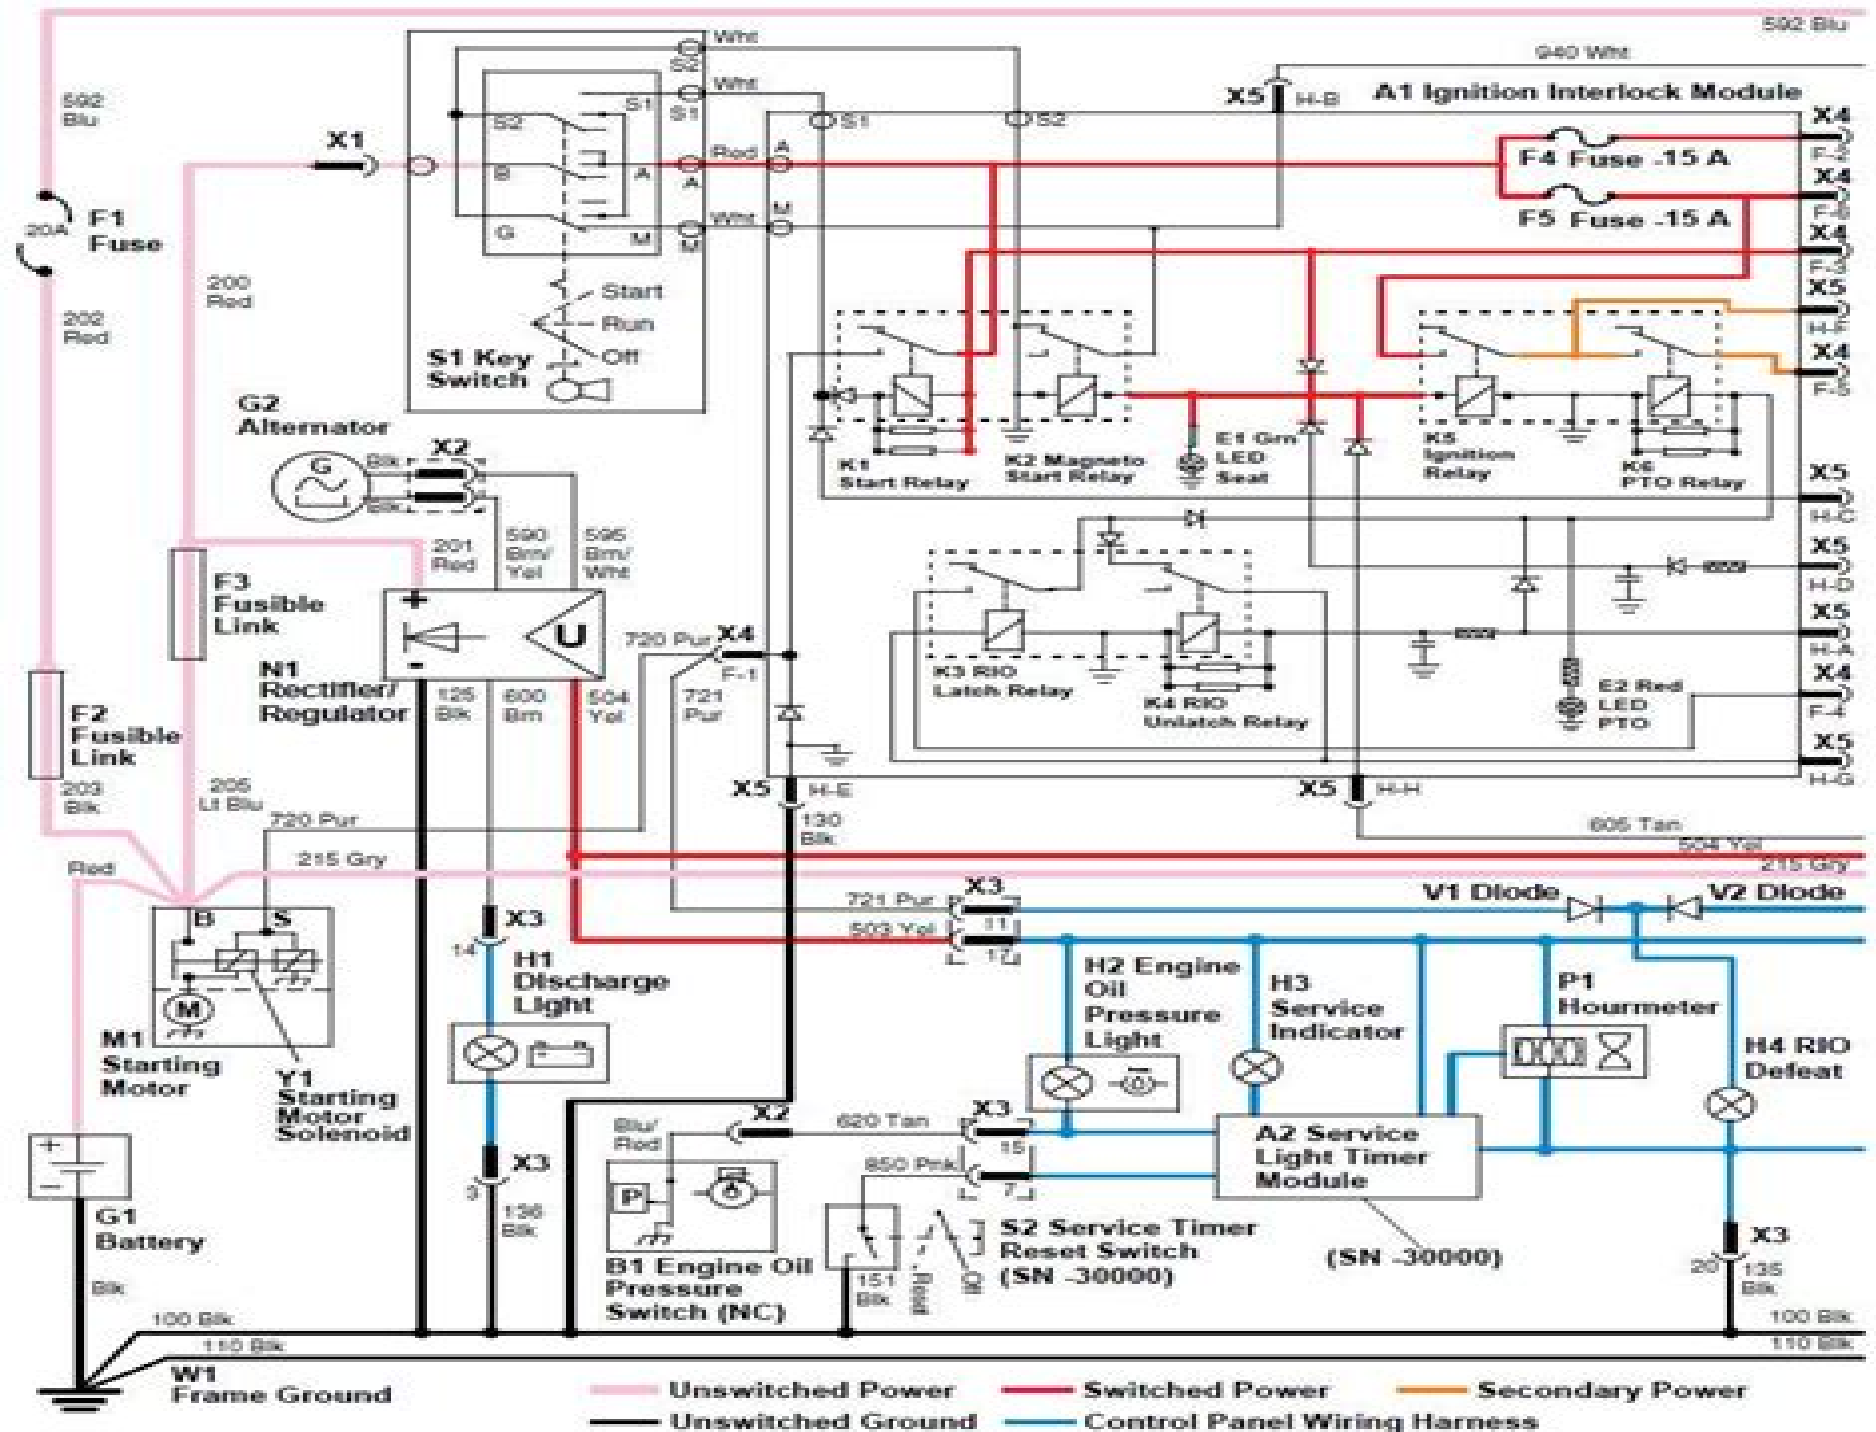 592 Blu
940 Wht
Wht
S2
592
Blu
Wht
S1
S1
X5
H-B
A1 Ignition Interlock Module
X4
S2
S1
S2
X1
Red
A
F4 Fuse -15 A
B
A
A
X4
F1
Fuse
20A
Wht
M
F5 Fuse -15 A
G
M
M
X4
200
Red
Start
X5
202
Red
Run
S1 Key
Switch
Off
X4
G2
Alternator
X2
G
Blk
Blk
E1 Grn
LED
Seat
K5
Ignition
Relay
K1
Start Relay
K2 Magneto
Start Relay
K6
PTO Relay
X5
H-C
201
Red
590
Brn/
Yel
595
Brn/
Wht
X5
H-D
F3
Fusible
Link
+
U
-
720 Pur
X4
F-1
X5
H-A
N1
Rectifier/
Regulator
K3 RIO
Latch Relay
X4
125
Blk
600
Brn
504
Yel
721
Pur
K4 RIO
Unlatch Relay
E2 Red
LED
PTO
F2
Fusible
Link
X5
H-G
203
Blk
205
Lt Blu
X5
H-E
X5
H-H
720 Pur
130
Blk
605 Tan
504 Yel
Red
215 Gry
215 Gry
X3
V1 Diode
V2 Diode
721 Pur
11
B
S
X3
14
503 Yel
H1
Discharge
Light
H2 Engine
Oil
Pressure
Light
H3
Service
Indicator
P1
Hourmeter
M
M1
Starting
Motor
H4 RIO
Defeat
Y1
Starting
Motor
Solenoid
X2
X3
620 Tan
Blu/
Red
15
A2 Service
Light Timer
Module
+
-
X3
9
850 Pnk
7
P
136
Blk
G1
Battery
S2 Service Timer
Reset Switch
(SN -30000)
(SN -30000)
X3
20
135
Blk
B1 Engine Oil
Pressure
Switch (NC)
151
Blk
Off
Blk
100 Blk
100 Blk
110 Blk
110 Blk
W1
Frame Ground
Unswitched Power
Switched Power
Secondary Power
Unswitched Ground
Control Panel Wiring Harness